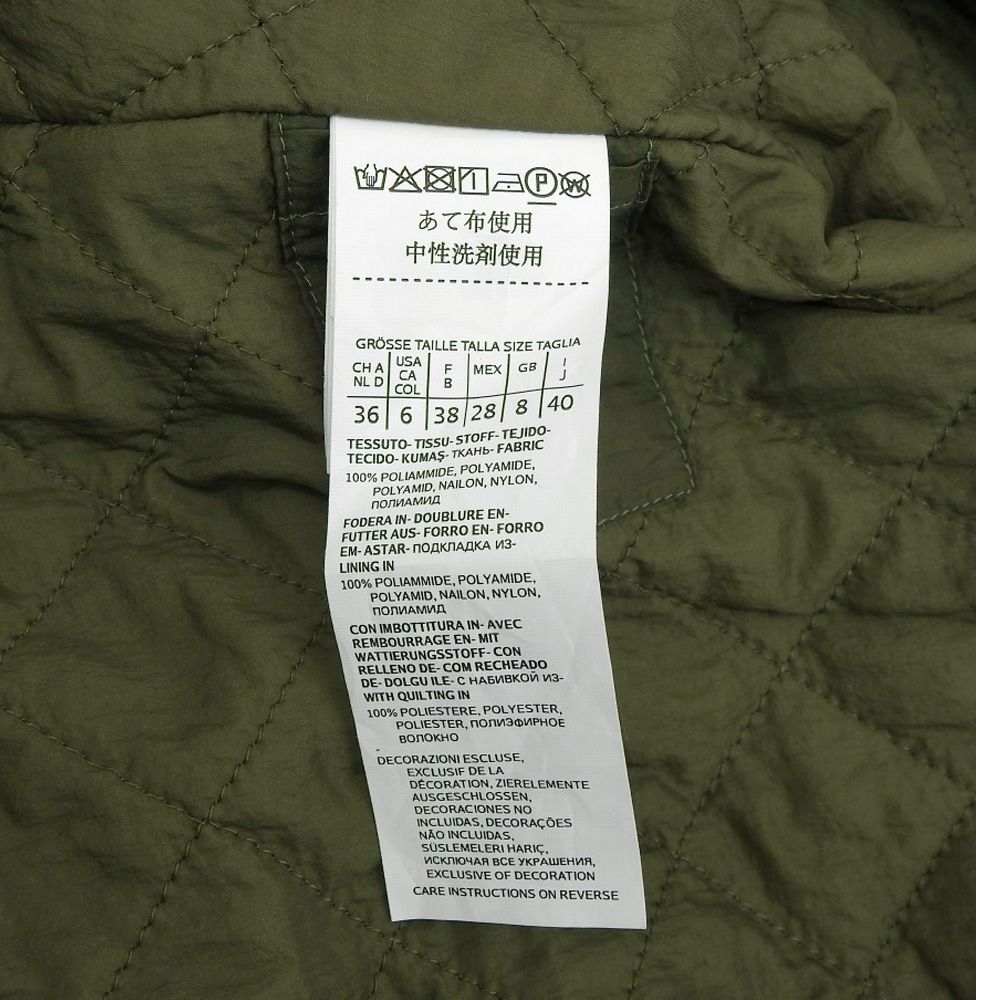 P W
あて布使用
中性洗剤使用
GRÖSSE TAILLE TALLA SIZE TAGLIA
CH A NL D USA CA COL F B MEX GB I J
36 6 38 28 8 40
TESSUTO- TISSU- STOFF- TEJIDO-
TECIDO- KUMAŞ- ТКАНЬ- FABRIC
100% POLIAMMIDE, POLYAMIDE,
POLYAMID, NAILON, NYLON,
ПОЛИАМИД
FODERA IN- DOUBLURE EN-
FUTTER AUS- FORRO EN- FORRO
EM- ASTAR- ПОДКЛАДКА ИЗ-
LINING IN
100% POLIAMMIDE, POLYAMIDE,
POLYAMID, NAILON, NYLON,
ПОЛИАМИД
CON IMBOTTITURA IN- AVEC
REMBOURRAGE EN- MIT
WATTIERUNGSSTOFF- CON
RELLENO DE- COM RECHEADO
DE- DOLGU ILE- С НАБИВКОЙ ИЗ-
WITH QUILTING IN
100% POLIESTERE, POLYESTER,
POLIESTER, ПОЛИЭФИРНОЕ
ВОЛОКНО
DECORAZIONI ESCLUSE,
EXCLUSIF DE LA
DÉCORATION, ZIERELEMENTE
AUSGESCHLOSSEN,
DECORACIONES NO
INCLUIDAS, DECORAÇÕES
NÃO INCLUIDAS,
SÜSLEMELERI HARIÇ,
ИСКЛЮЧАЯ ВСЕ УКРАШЕНИЯ,
EXCLUSIVE OF DECORATION
CARE INSTRUCTIONS ON REVERSE